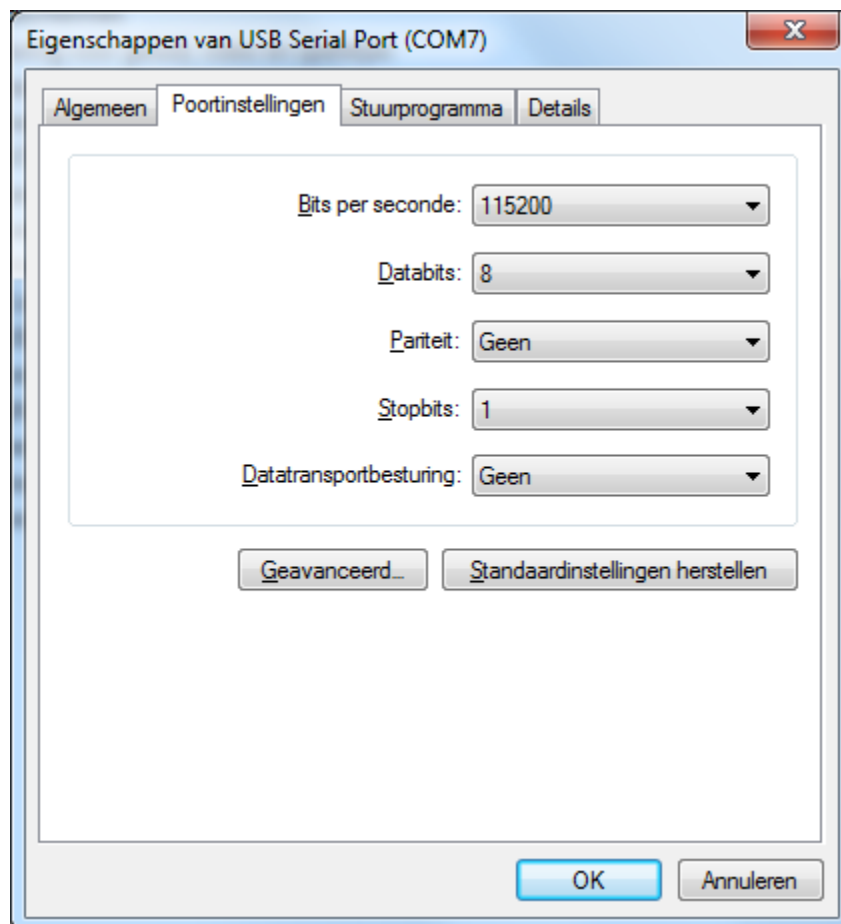 Eigenschappen van USB Serial Port (COM7)
Algemeen Poortinstellingen Stuurprogramma Details
Bits per seconde: 115200
Databits: 8
Pariteit: Geen
Stopbits: 1
Datatransportbesturing: Geen
Geavanceerd... Standaardinstellingen herstellen
OK Annuleren